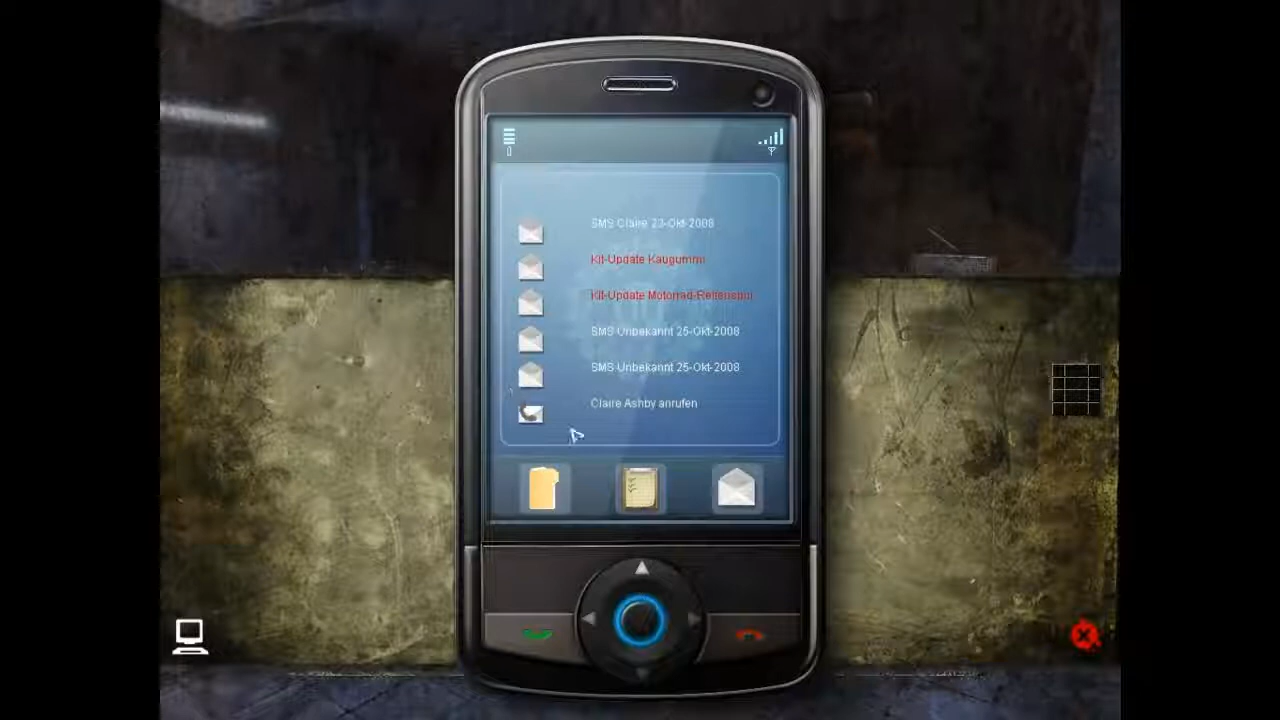 SMS Claire 23-Okt-2008
Kit-Update Kaugummi
Kit-Update Motorrad-Reifenspur
SMS Unbekannt 25-Okt-2008
SMS Unbekannt 25-Okt-2008
Claire Ashby anrufen